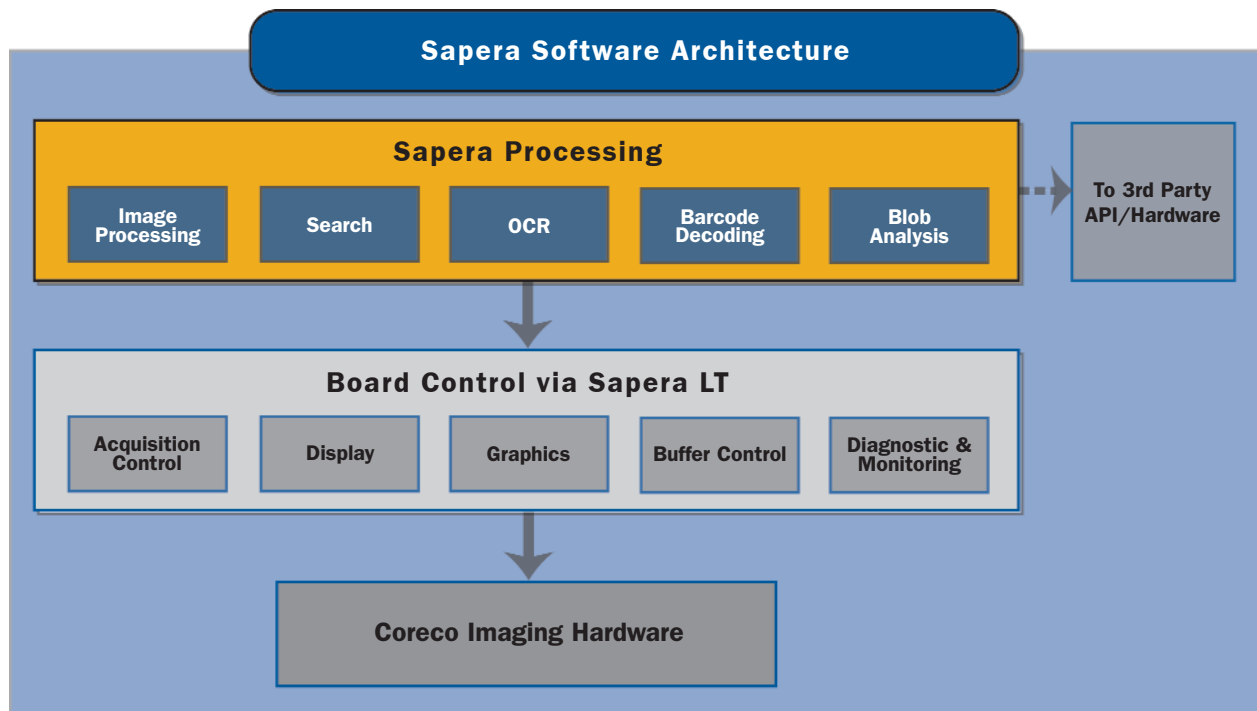 Sapera Software Architecture
Sapera Processing
Image
Processing
Search
OCR
Barcode
Decoding
Blob
Analysis
To 3rd Party
API/Hardware
Board Control via Sapera LT
Acquisition
Control
Display
Graphics
Buffer Control
Diagnostic &
Monitoring
Coreco Imaging Hardware